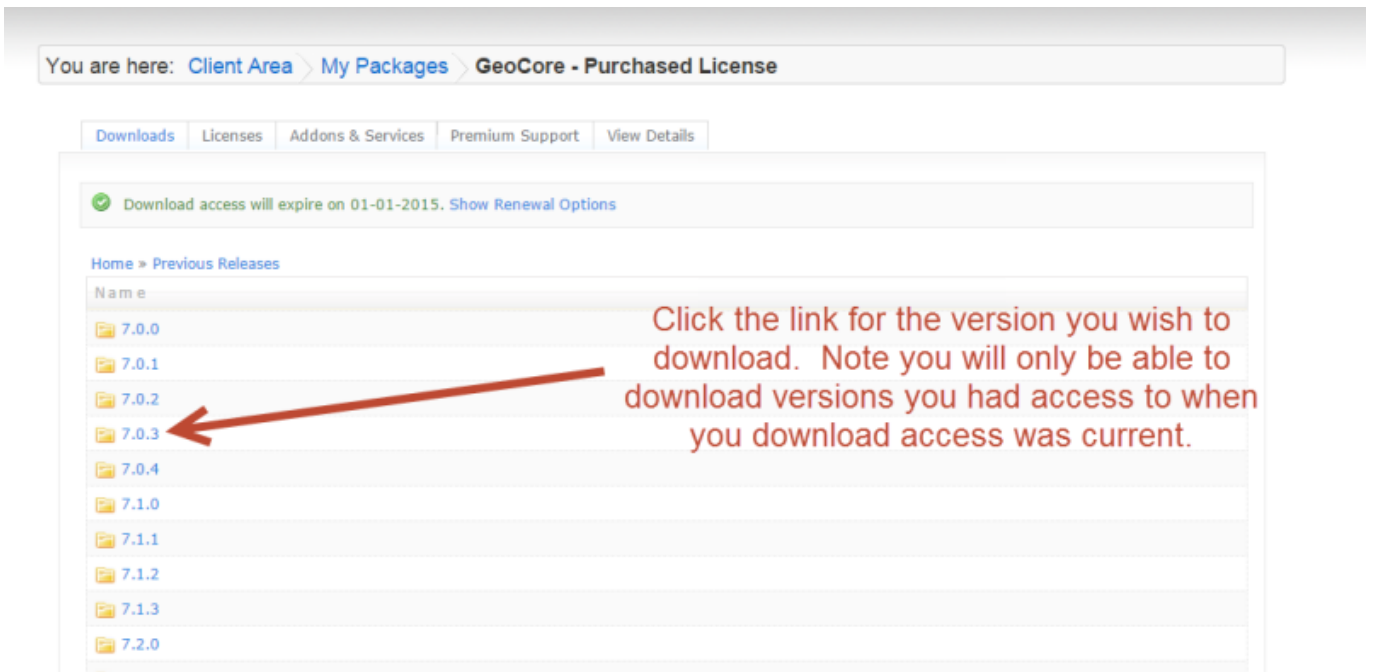 You are here: Client Area My Packages GeoCore - Purchased License
Downloads Licenses Addons & Services Premium Support View Details
Download access will expire on 01-01-2015. Show Renewal Options
Home » Previous Releases
Name
7.0.0
7.0.1
7.0.2
7.0.3
7.0.4
7.1.0
7.1.1
7.1.2
7.1.3
7.2.0
Click the link for the version you wish to
download. Note you will only be able to
download versions you had access to when
you download access was current.